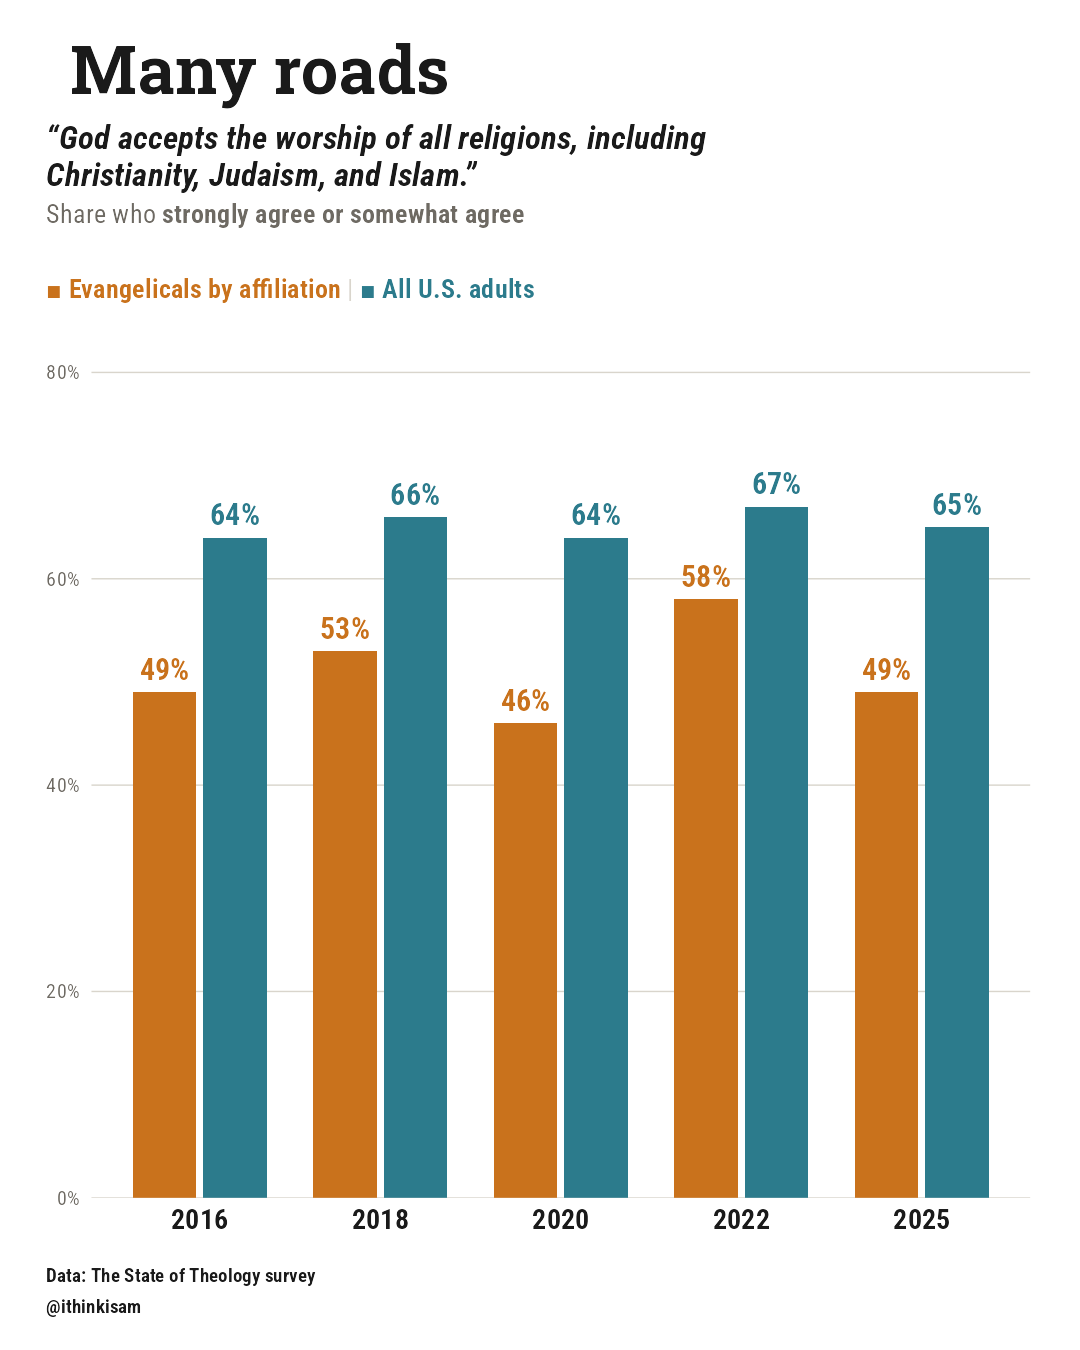 Many roads
“God accepts the worship of all religions, including
Christianity, Judaism, and Islam.”
Share who strongly agree or somewhat agree
■ Evangelicals by affiliation | ■ All U.S. adults
80%
67%
66%
65%
64%
64%
60%
58%
53%
49%
49%
46%
40%
20%
0%
2016 2018 2020 2022 2025
Data: The State of Theology survey
@ithinkisam